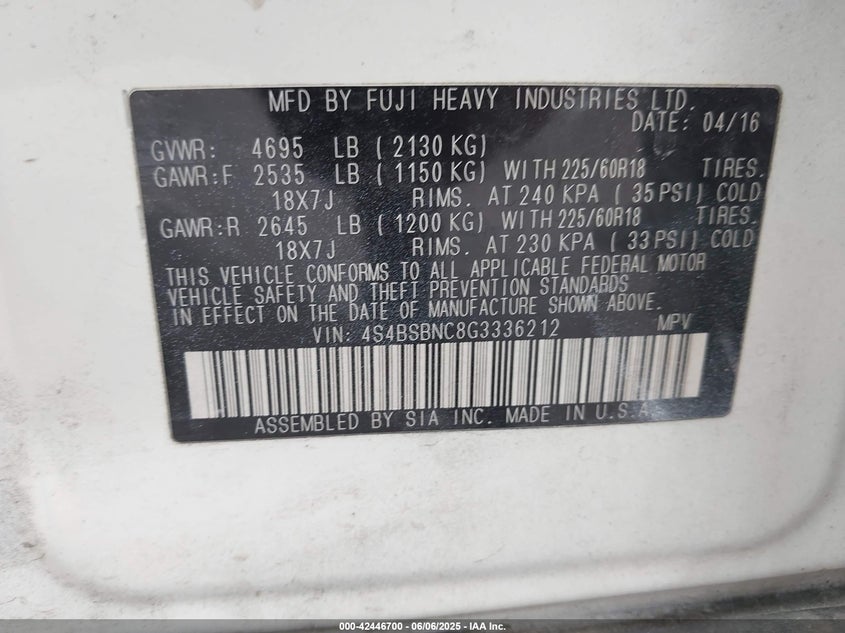 MFD BY FUJI HEAVY INDUSTRIES LTD.
DATE: 04/16
GVWR: 4695 LB ( 2130 KG)
GAWR:F 2535 LB ( 1150 KG) WITH 225/60R18 TIRES.
18X7J RIMS. AT 240 KPA ( 35 PSI) COLD
GAWR:R 2645 LB ( 1200 KG) WITH 225/60R18 TIRES.
18X7J RIMS. AT 230 KPA ( 33 PSI) COLD
THIS VEHICLE CONFORMS TO ALL APPLICABLE FEDERAL MOTOR
VEHICLE SAFETY AND THEFT PREVENTION STANDARDS
IN EFFECT ON THE DATE OF MANUFACTURE SHOWN ABOVE.
VIN: 4S4BSBNC8G3336212 MPV
ASSEMBLED BY SIA INC. MADE IN U.S.A
000-42446700 - 06/06/2025 - IAA Inc.